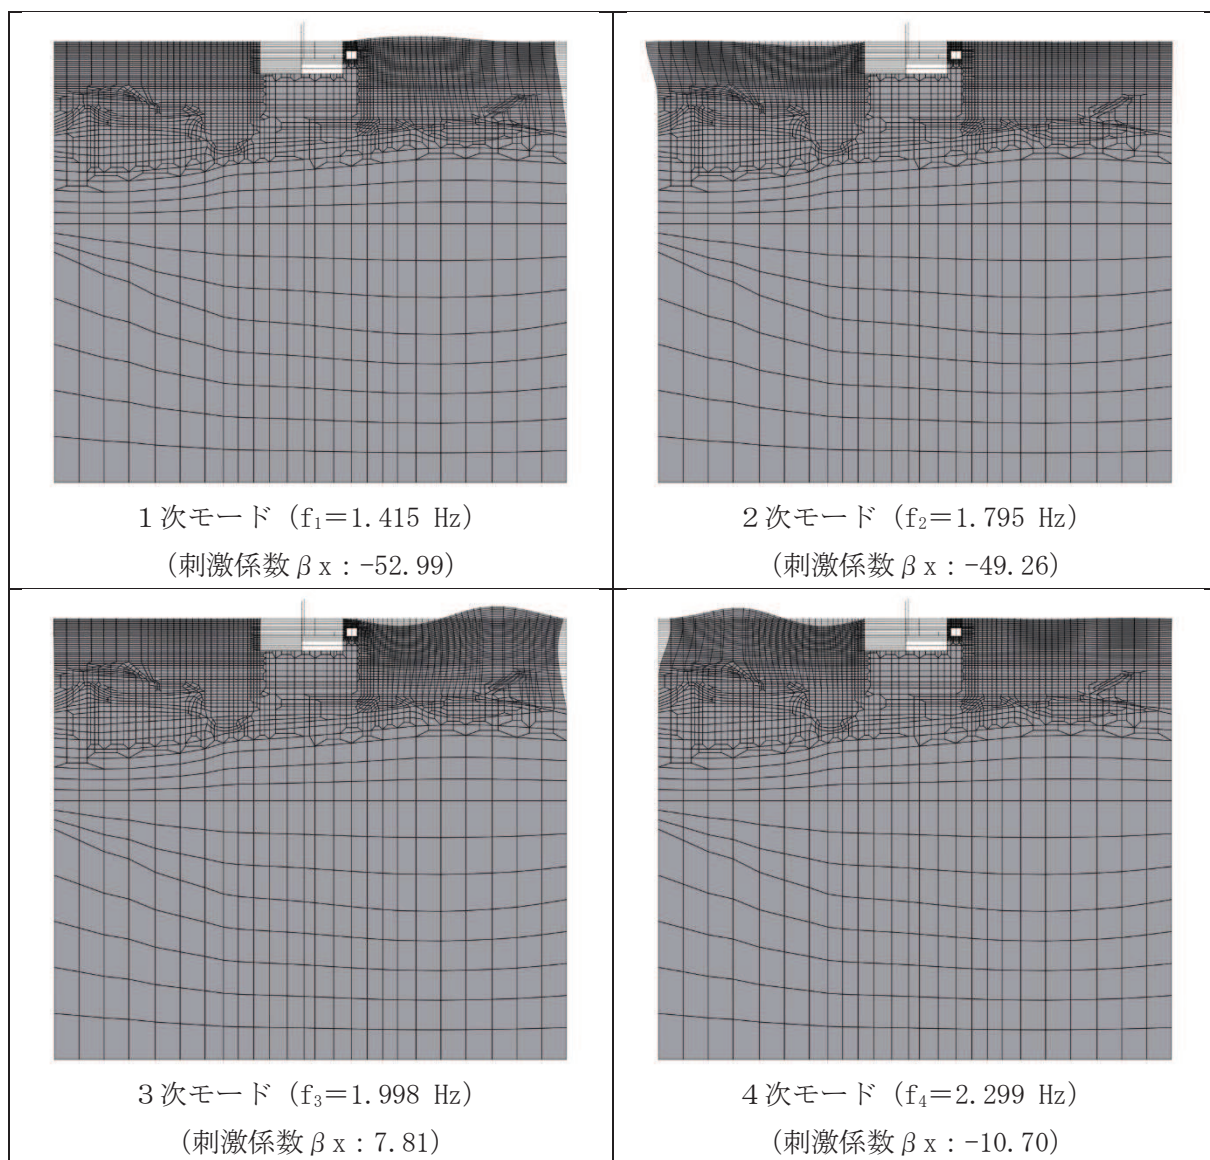 1次モード (f₁=1.415 Hz)
(刺激係数βx:-52.99)
2次モード (f₂=1.795 Hz)
(刺激係数βx:-49.26)
3次モード (f₃=1.998 Hz)
(刺激係数βx:7.81)
4次モード (f₄=2.299 Hz)
(刺激係数βx:-10.70)